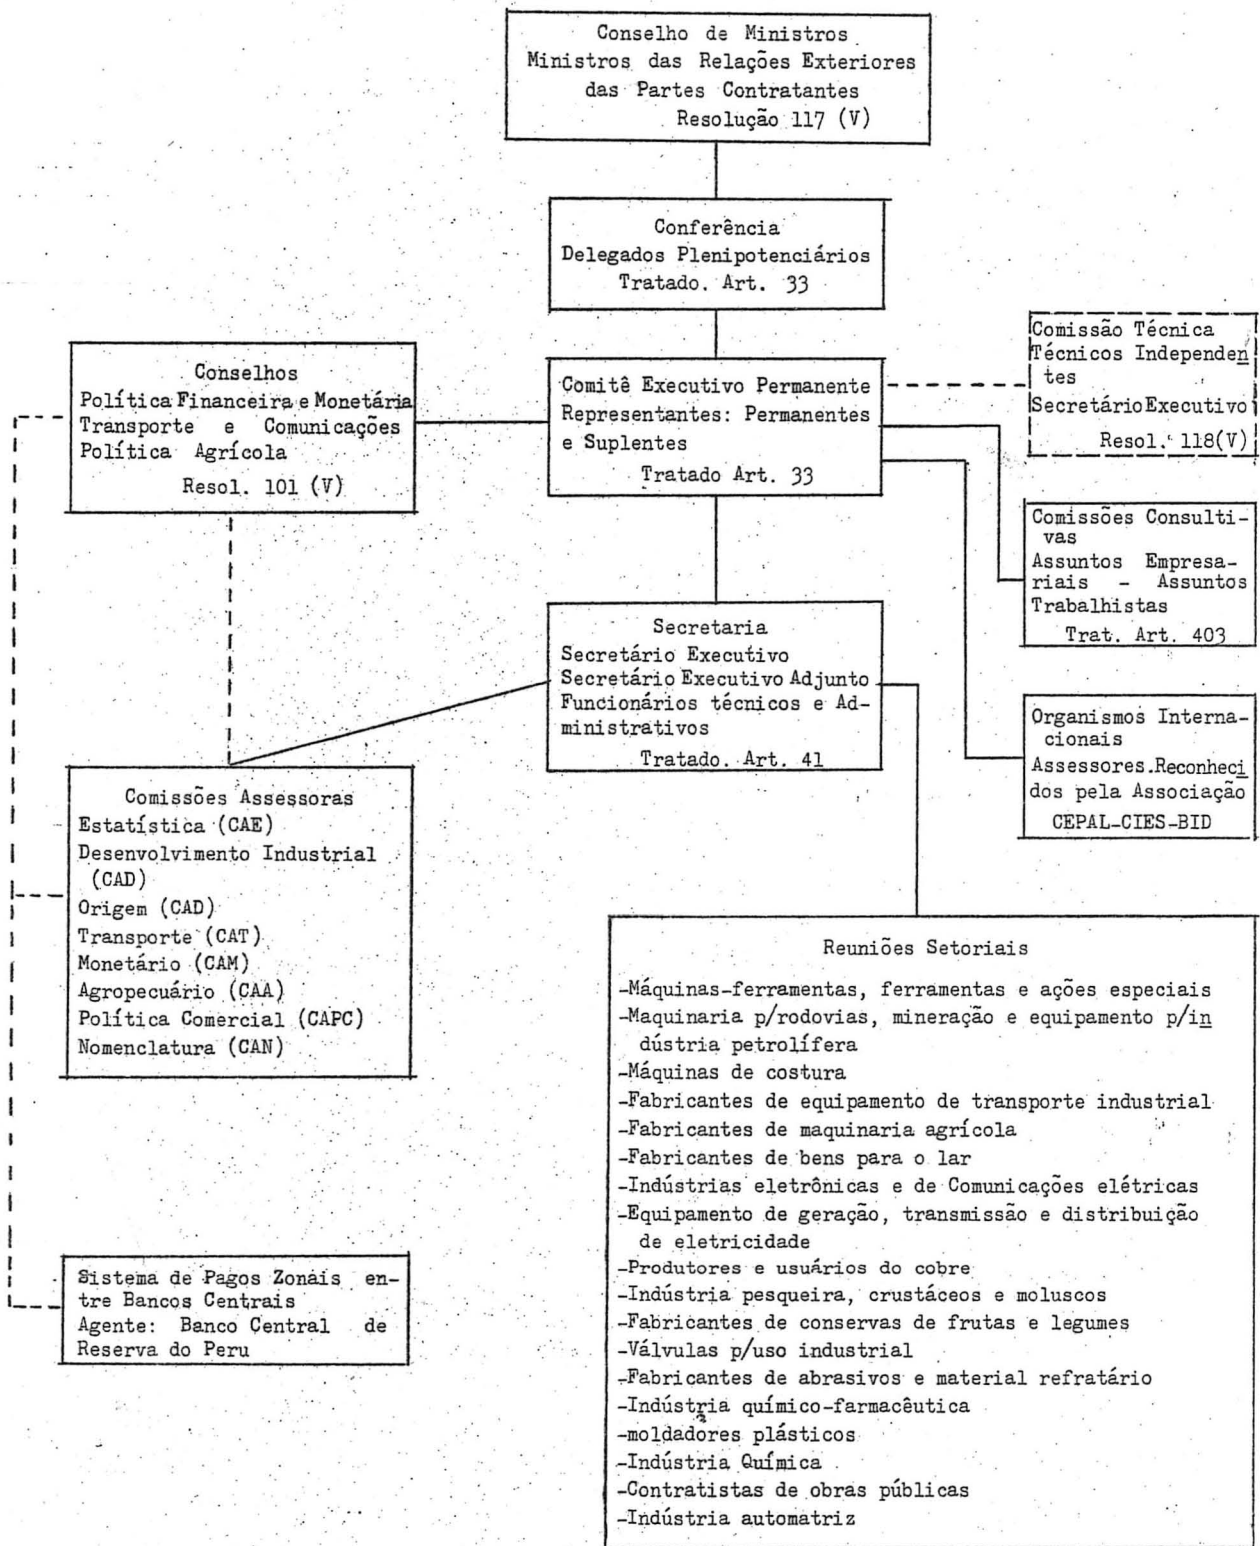 Conselho de Ministros
Ministros das Relações Exteriores
das Partes Contratantes
Resolução 117 (V)
Conferência
Delegados Plenipotenciários
Tratado. Art. 33
Conselhos
Política Financeira e Monetária
Transporte e Comunicações
Política Agrícola
Resol. 101 (V)
Comitê Executivo Permanente
Representantes: Permanentes
e Suplentes
Tratado Art. 33
Comissão Técnica
Técnicos Independen
tes
Secretário Executivo
Resol. 118(V)
Comissões Consulti-
vas
Assuntos Empresa-
riais - Assuntos
Trabalhistas
Trat. Art. 403
Secretaria
Secretário Executivo
Secretário Executivo Adjunto
Funcionários técnicos e Ad-
ministrativos
Tratado. Art. 41
Organismos Interna-
cionais
Assessores.Reconheci
dos pela Associação
CEPAL-CIES-BID
Comissões Assessoras
Estatística (CAE)
Desenvolvimento Industrial
(CAD)
Origem (CAD)
Transporte (CAT)
Monetário (CAM)
Agropecuário (CAA)
Política Comercial (CAPC)
Nomenclatura (CAN)
Reuniões Setoriais
-Máquinas-ferramentas, ferramentas e ações especiais
-Maquinaria p/rodovias, mineração e equipamento p/in
dústria petrolífera
-Máquinas de costura
-Fabricantes de equipamento de transporte industrial
-Fabricantes de maquinaria agrícola
-Fabricantes de bens para o lar
-Indústrias eletrônicas e de Comunicações elétricas
-Equipamento de geração, transmissão e distribuição
de eletricidade
-Produtores e usuários do cobre
-Indústria pesqueira, crustáceos e moluscos
-Fabricantes de conservas de frutas e legumes
-Válvulas p/uso industrial
-Fabricantes de abrasivos e material refratário
-Indústria químico-farmacêutica
-moldadores plásticos
-Indústria Química
-Contratistas de obras públicas
-Indústria automatriz
Sistema de Pagos Zonais en-
tre Bancos Centrais
Agente: Banco Central de
Reserva do Peru